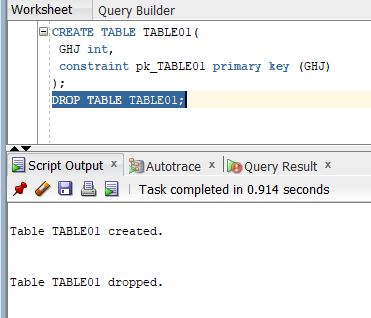 Worksheet Query Builder
CREATE TABLE TABLE01(
GHJ int,
constraint pk_TABLE01 primary key (GHJ)
);
DROP TABLE TABLE01;
Script Output x Autotrace x Query Result x
Task completed in 0.914 seconds
Table TABLE01 created.
Table TABLE01 dropped.